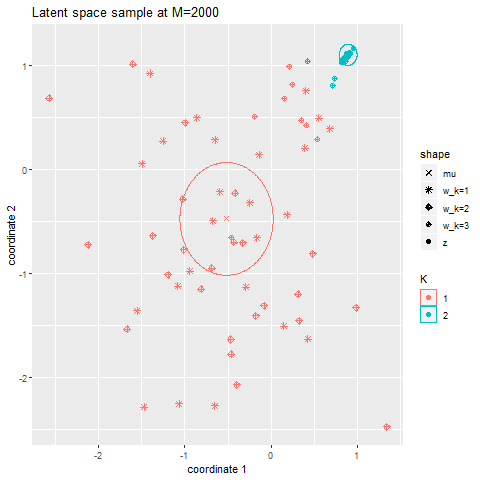 Latent space sample at M=2000
coordinate 2
1
0
-1
-2
-2
-1
0
1
coordinate 1
shape
mu
w_k=1
w_k=2
w_k=3
z
K
1
2